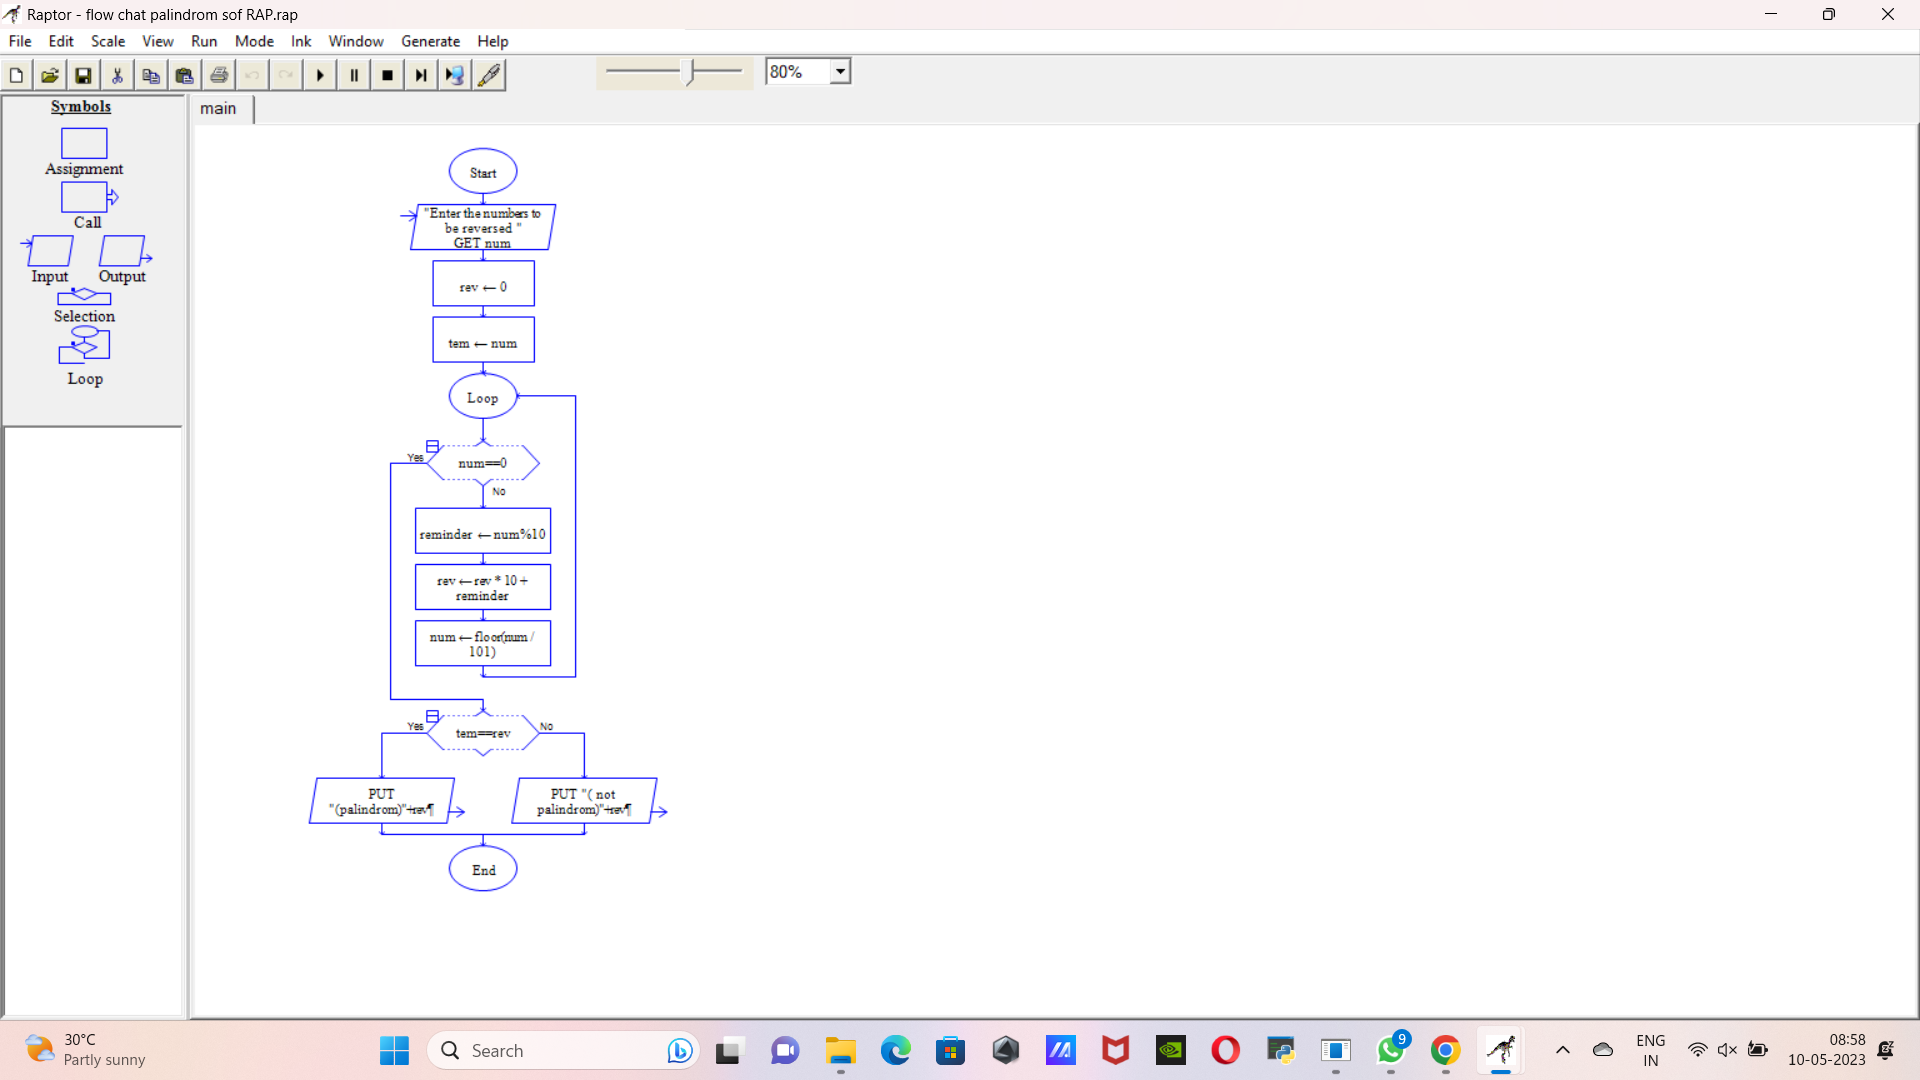 Raptor - flow chat palindrom sof RAP.rap
File Edit Scale View Run Mode Ink Window Generate Help
80%
Symbols
Assignment
Call
Input Output
Selection
Loop
main
Start
"Enter the numbers to
be reversed "
GET num
rev ← 0
tem ← num
Loop
Yes
num==0
No
reminder ← num%10
rev ← rev * 10 +
reminder
num ← floor(num /
101)
Yes
tem==rev
No
PUT
"(palindrom)"+rev¶
PUT "( not
palindrom)"+rev¶
End
30°C
Partly sunny
Search
9
ENG
IN
08:58
10-05-2023